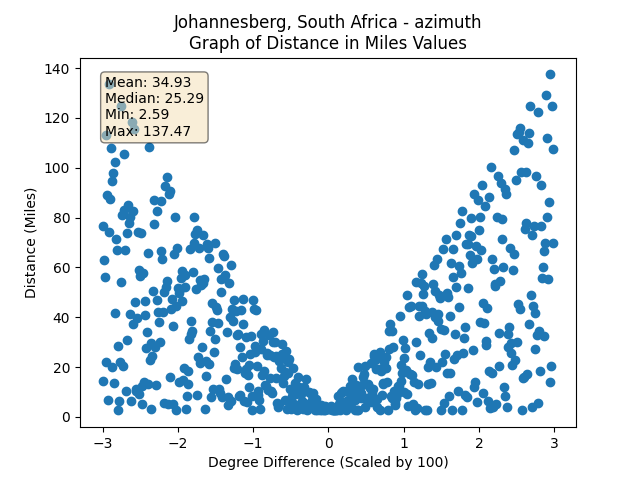 Johannesberg, South Africa - azimuth
Graph of Distance in Miles Values
Mean: 34.93
Median: 25.29
Min: 2.59
Max: 137.47
Distance (Miles)
140
120
100
80
60
40
20
0
−3
−2
−1
0
1
2
3
Degree Difference (Scaled by 100)